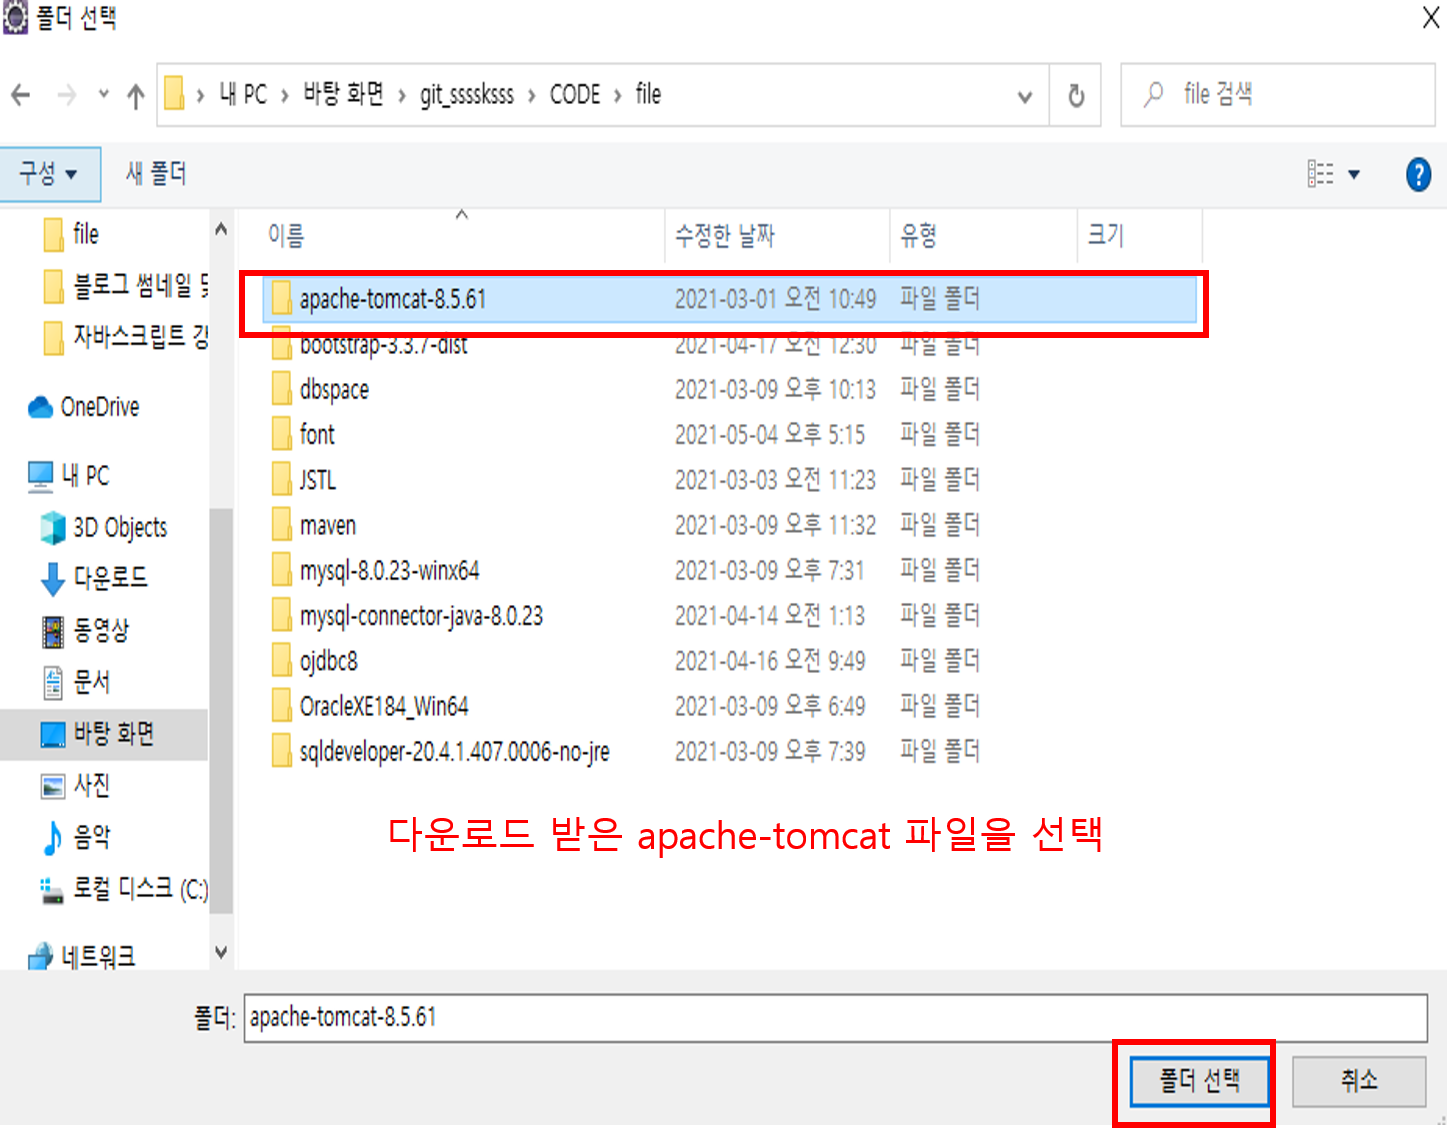 폴더 선택
내 PC 바탕 화면 git_sssskss CODE file
file 검색
구성 새 폴더
file
블로그 썸네일 및
자바스크립트 강
OneDrive
내 PC
3D Objects
다운로드
동영상
문서
바탕 화면
사진
음악
로컬 디스크 (C:)
네트워크
이름 수정한 날짜 유형 크기
apache-tomcat-8.5.61 2021-03-01 오전 10:49 파일 폴더
bootstrap-3.3.7-dist 2021-04-17 오전 12:30 파일 폴더
dbspace 2021-03-09 오후 10:13 파일 폴더
font 2021-05-04 오후 5:15 파일 폴더
JSTL 2021-03-03 오전 11:23 파일 폴더
maven 2021-03-09 오후 11:32 파일 폴더
mysql-8.0.23-winx64 2021-03-09 오후 7:31 파일 폴더
mysql-connector-java-8.0.23 2021-04-14 오후 1:13 파일 폴더
ojdbc8 2021-04-16 오전 9:49 파일 폴더
OracleXE184_Win64 2021-03-09 오후 6:49 파일 폴더
sqldeveloper-20.4.1.407.0006-no-jre 2021-03-09 오후 7:39 파일 폴더
다운로드 받은 apache-tomcat 파일을 선택
폴더: apache-tomcat-8.5.61
폴더 선택 취소